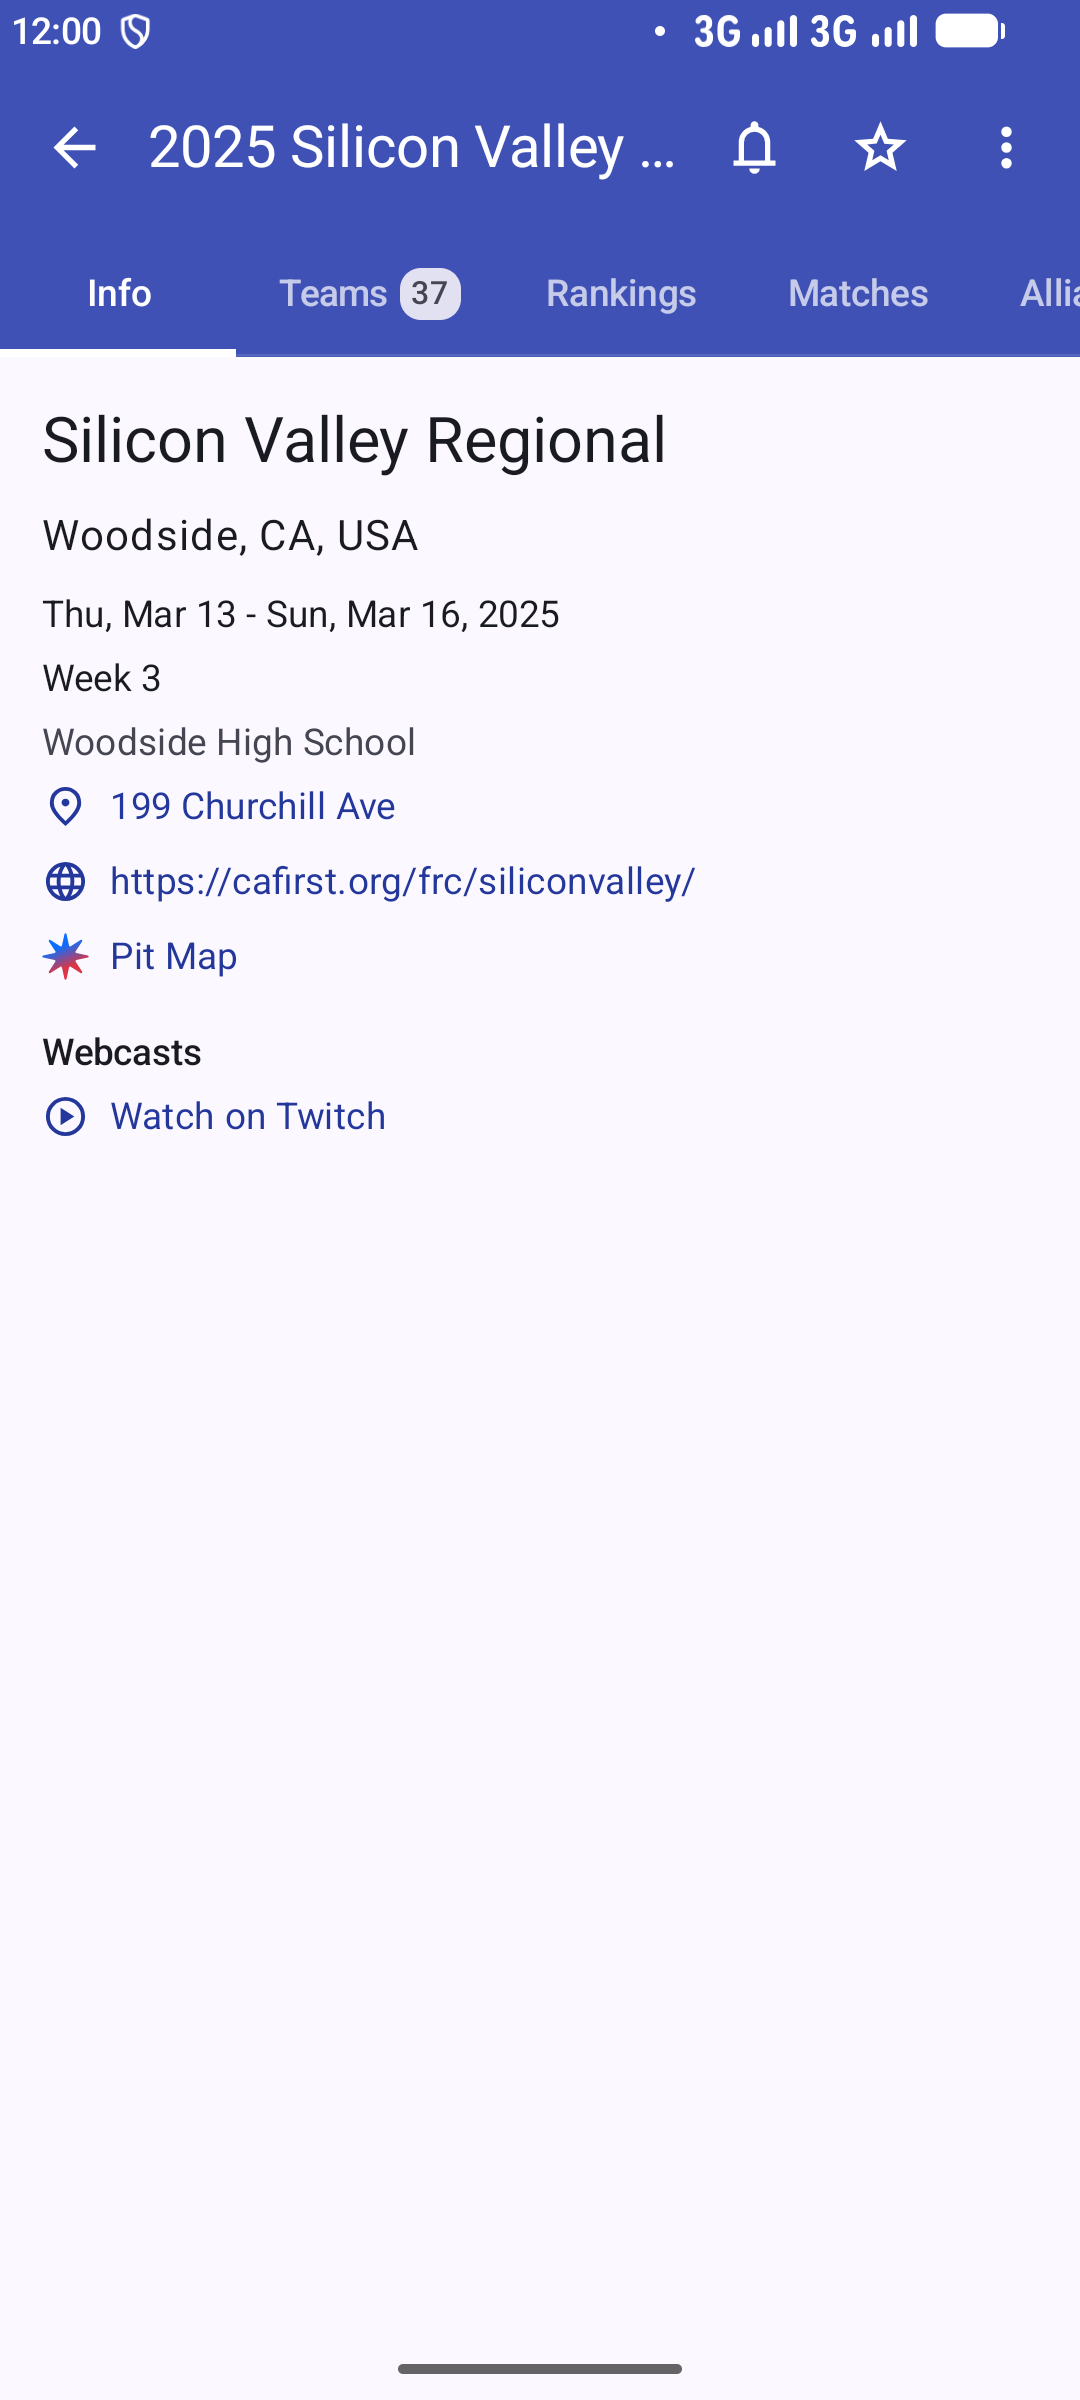 12:00
3G 3G
2025 Silicon Valley ...
Info
Teams 37
Rankings
Matches
Allia
Silicon Valley Regional
Woodside, CA, USA
Thu, Mar 13 - Sun, Mar 16, 2025
Week 3
Woodside High School
199 Churchill Ave
https://cafirst.org/frc/siliconvalley/
Pit Map
Webcasts
Watch on Twitch